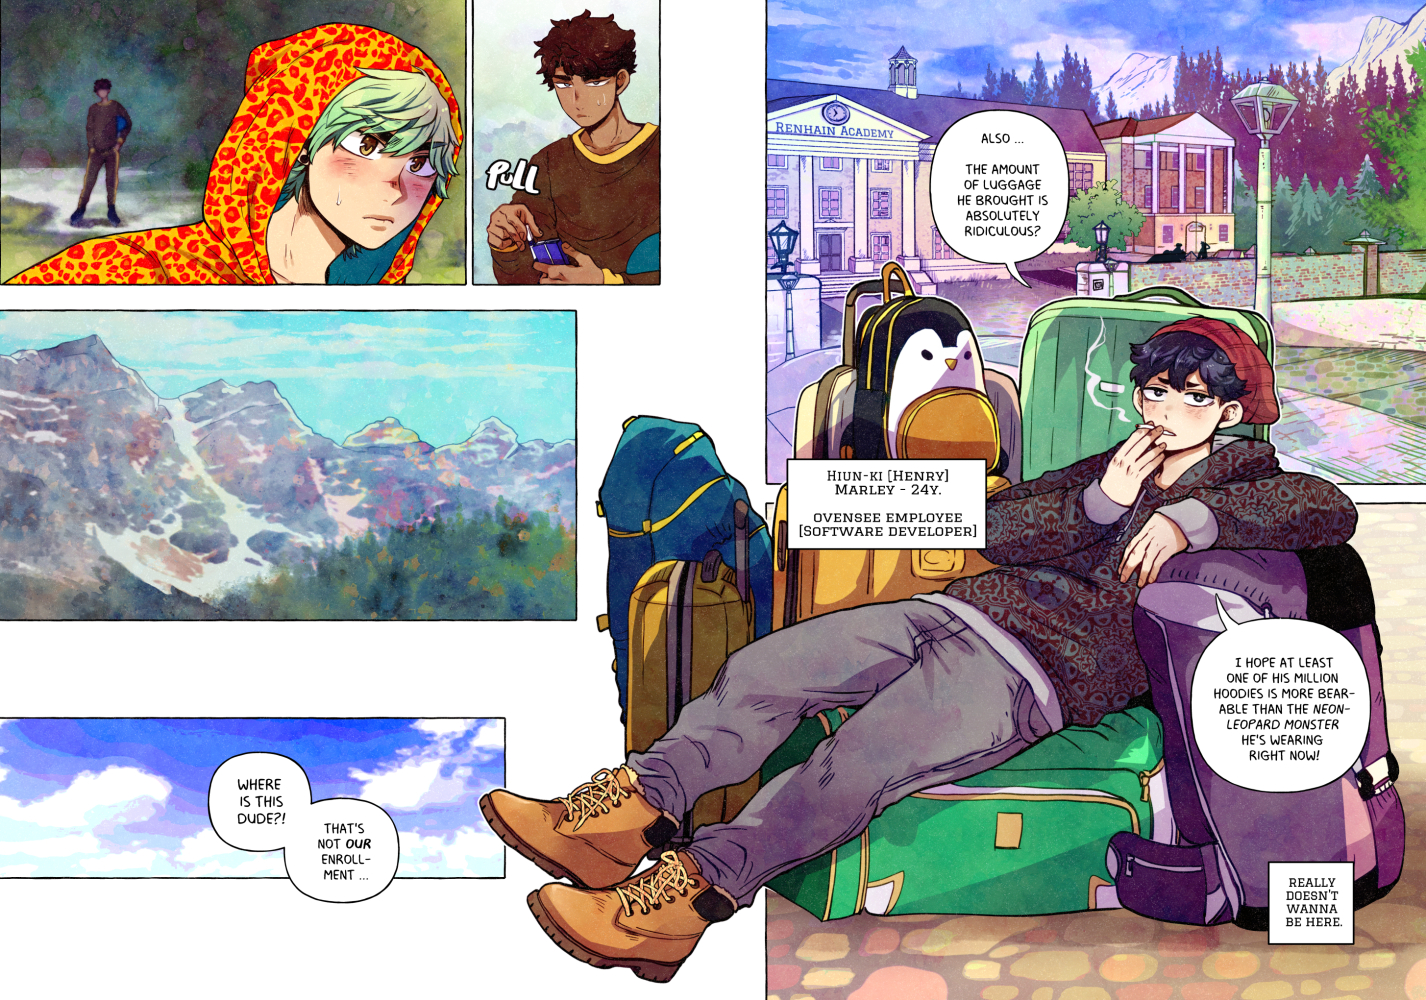 PULL
WHERE
IS THIS
DUDE?!
THAT'S
NOT OUR
ENROLL-
MENT ...
RENHAIN ACADEMY
ALSO ...
THE AMOUNT
OF LUGGAGE
HE BROUGHT IS
ABSOLUTELY
RIDICULOUS?
HIUN-KI [HENRY]
MARLEY - 24Y.
OVENSEE EMPLOYEE
[SOFTWARE DEVELOPER]
I HOPE AT LEAST
ONE OF HIS MILLION
HOODIES IS MORE BEAR-
ABLE THAN THE NEON-
LEOPARD MONSTER
HE'S WEARING
RIGHT NOW!
REALLY
DOESN'T
WANNA
BE HERE.